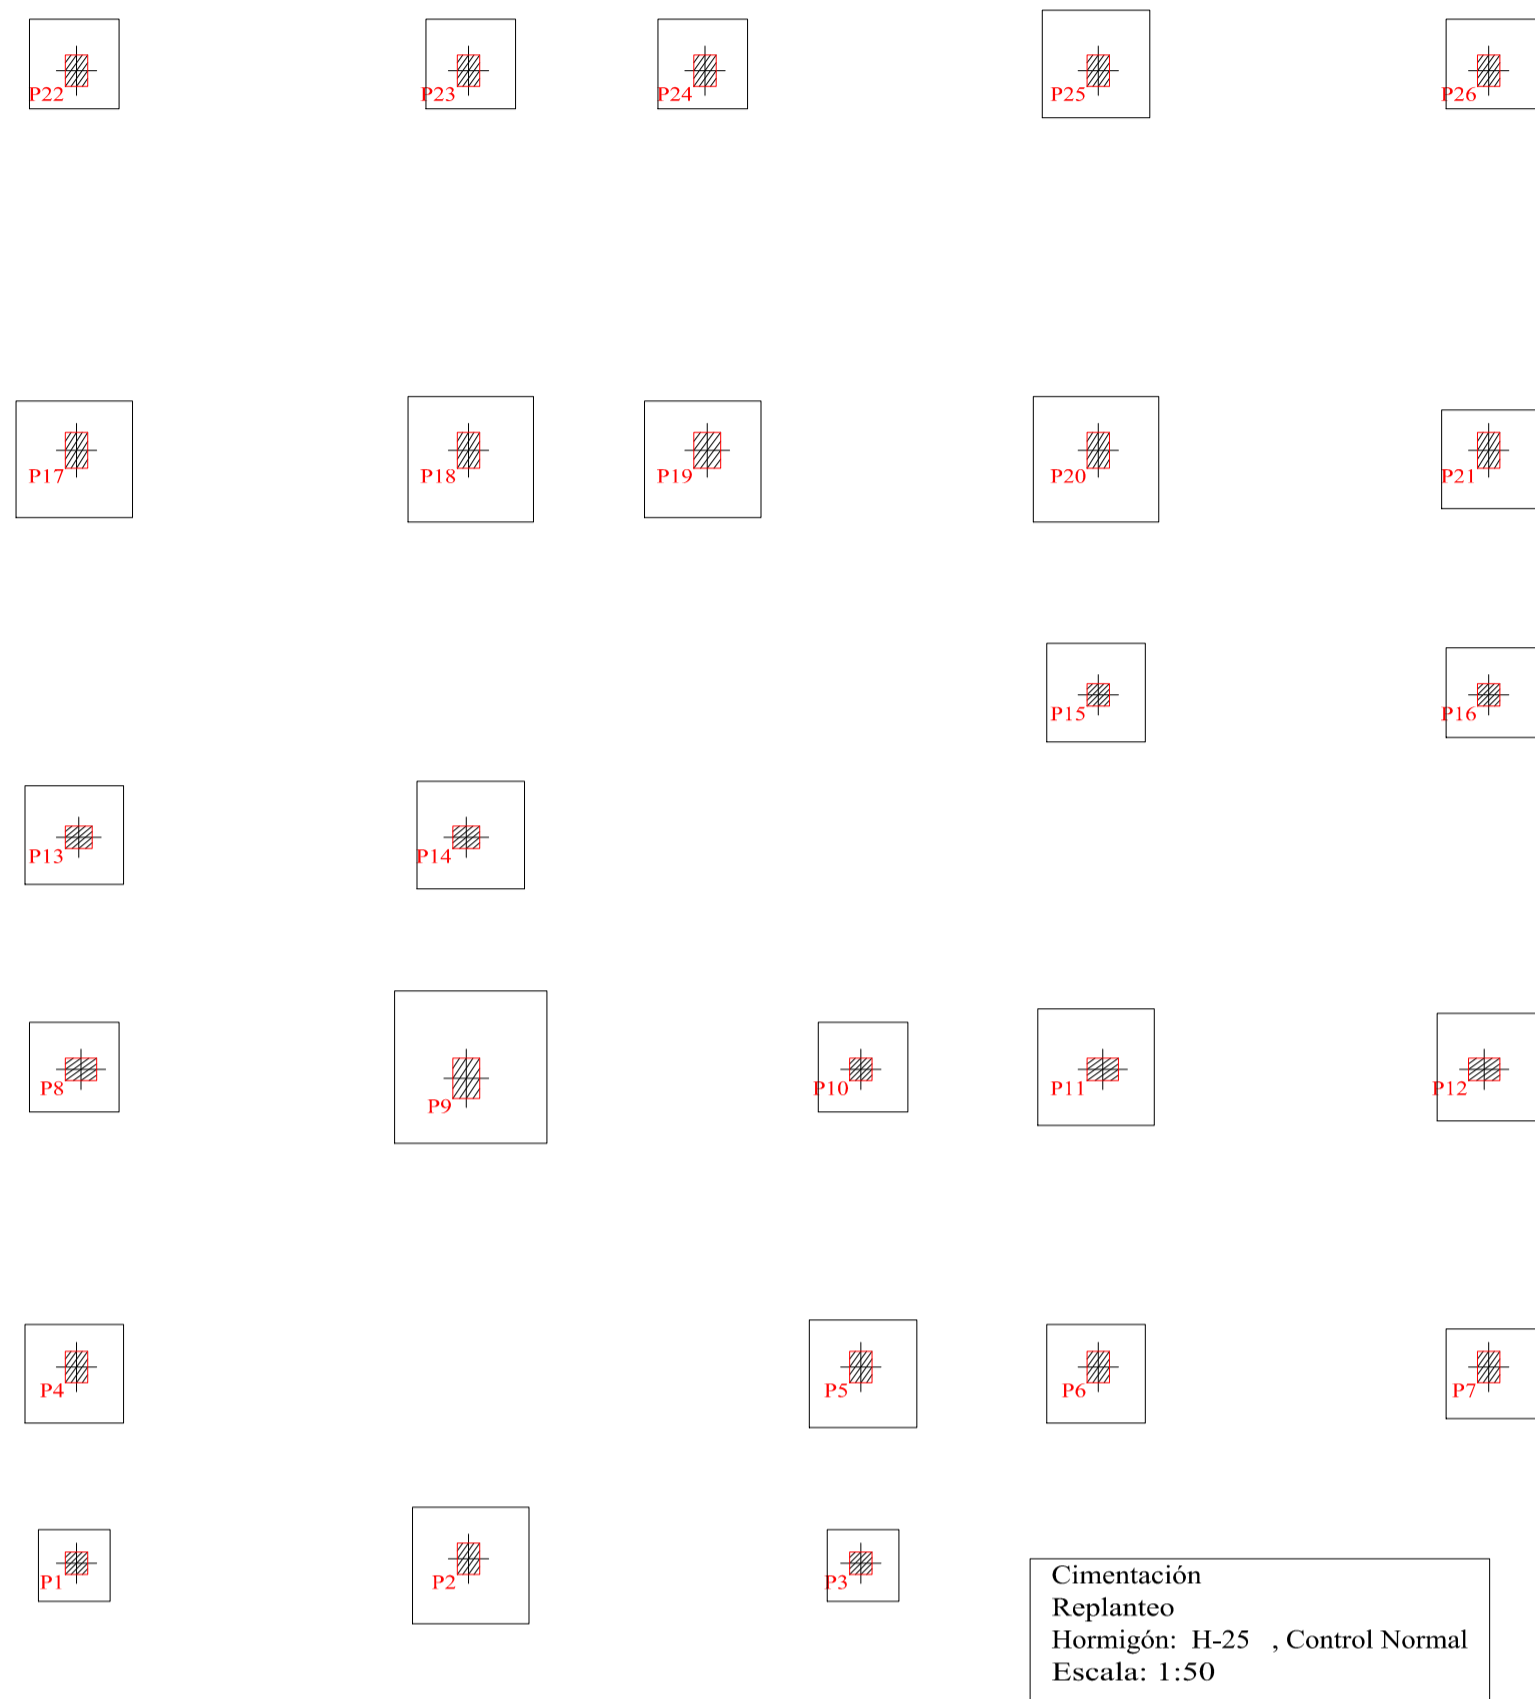 P22
P23
P24
P25
P26
P17
P18
P19
P20
P21
P15
P16
P13
P14
P8
P9
P10
P11
P12
P4
P5
P6
P7
P1
P2
P3
Cimentación
Replanteo
Hormigón: H-25 , Control Normal
Escala: 1:50